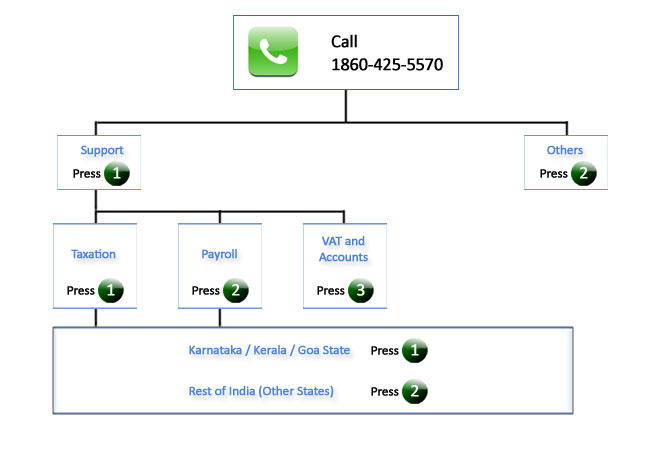 Call
1860-425-5570
Support
Press 1
Others
Press 2
Taxation
Press 1
Payroll
Press 2
VAT and
Accounts
Press 3
Karnataka / Kerala / Goa State Press 1
Rest of India (Other States) Press 2